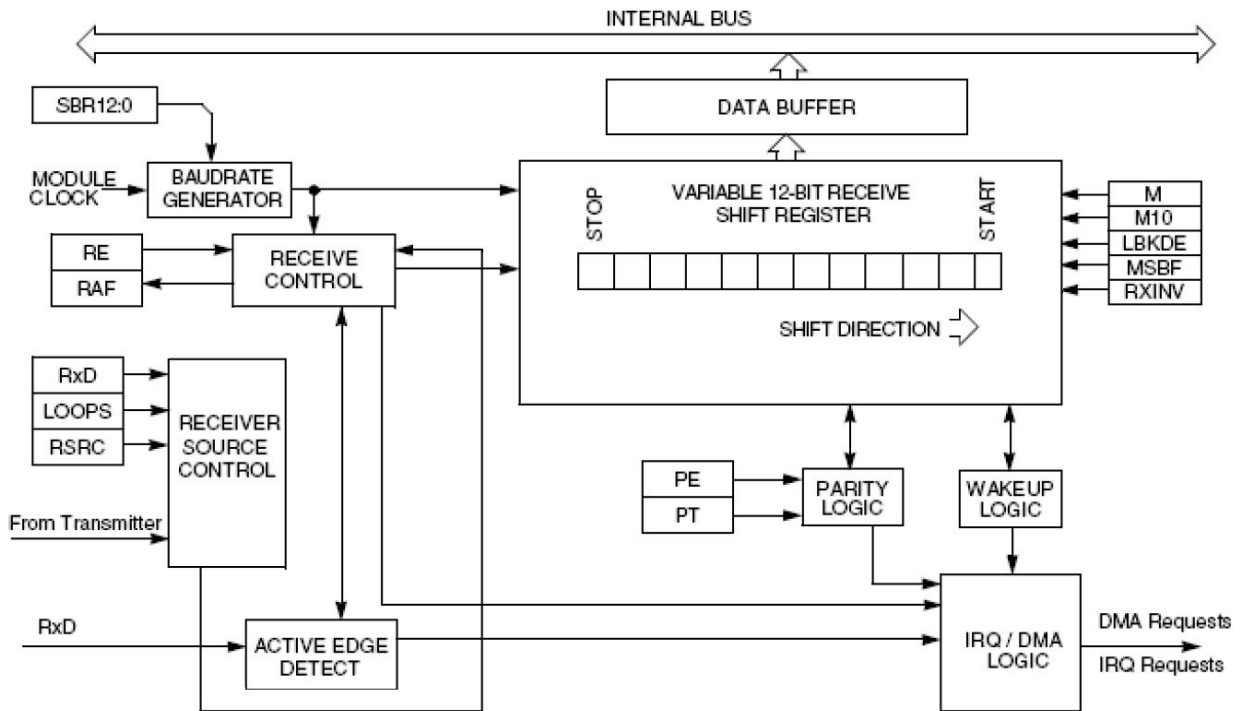 INTERNAL BUS
SBR12:0
DATA BUFFER
MODULE
CLOCK
BAUDRATE
GENERATOR
VARIABLE 12-BIT RECEIVE
SHIFT REGISTER
STOP
START
M
M10
LBKDE
MSBF
RXINV
RE
RAF
RECEIVE
CONTROL
SHIFT DIRECTION
RxD
LOOPS
RSRC
RECEIVER
SOURCE
CONTROL
From Transmitter
PE
PT
PARITY
LOGIC
WAKEUP
LOGIC
RxD
ACTIVE EDGE
DETECT
IRQ / DMA
LOGIC
DMA Requests
IRQ Requests